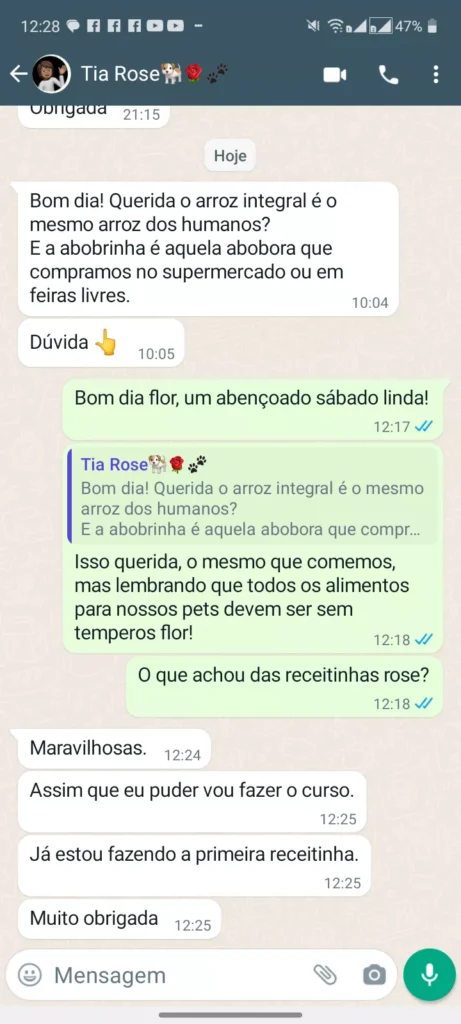 12:28
47%
Tia Rose🐕🌹🐾
Obrigada 21:15
Hoje
Bom dia! Querida o arroz integral é o
mesmo arroz dos humanos?
E a abobrinha é aquela abobora que
compramos no supermercado ou em
feiras livres.
10:04
Dúvida 👆 10:05
Bom dia flor, um abençoado sábado linda!
12:17
Tia Rose🐕🌹🐾
Bom dia! Querida o arroz integral é o mesmo
arroz dos humanos?
E a abobrinha é aquela abobora que compr...
Isso querida, o mesmo que comemos,
mas lembrando que todos os alimentos
para nossos pets devem ser sem
temperos flor!
12:18
O que achou das receitinhas rose?
12:18
Maravilhosas. 12:24
Assim que eu puder vou fazer o curso.
12:25
Já estou fazendo a primeira receitinha.
12:25
Muito obrigada 12:25
Mensagem